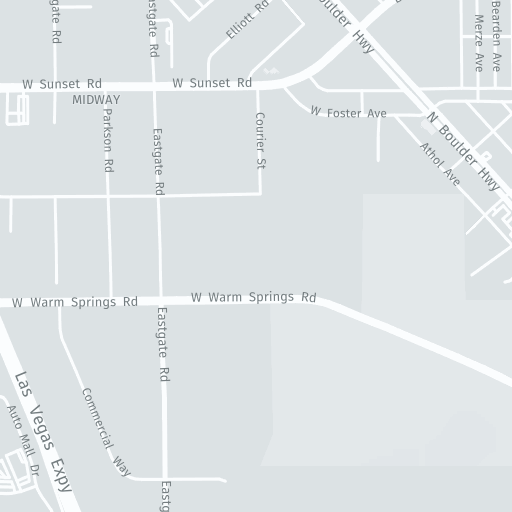 Eastgate Rd
Eastgate Rd
Elliott Rd
N Boulder Hwy
Merze Ave
Bearden Ave
W Sunset Rd
W Sunset Rd
MIDWAY
W Foster Ave
N Boulder Hwy
Parkson Rd
Eastgate Rd
Courier St
Athol Ave
W Warm Springs Rd
W Warm Springs Rd
Eastgate Rd
Las Vegas Expy
Commercial Way
Auto Mall Dr
Eastgate Rd